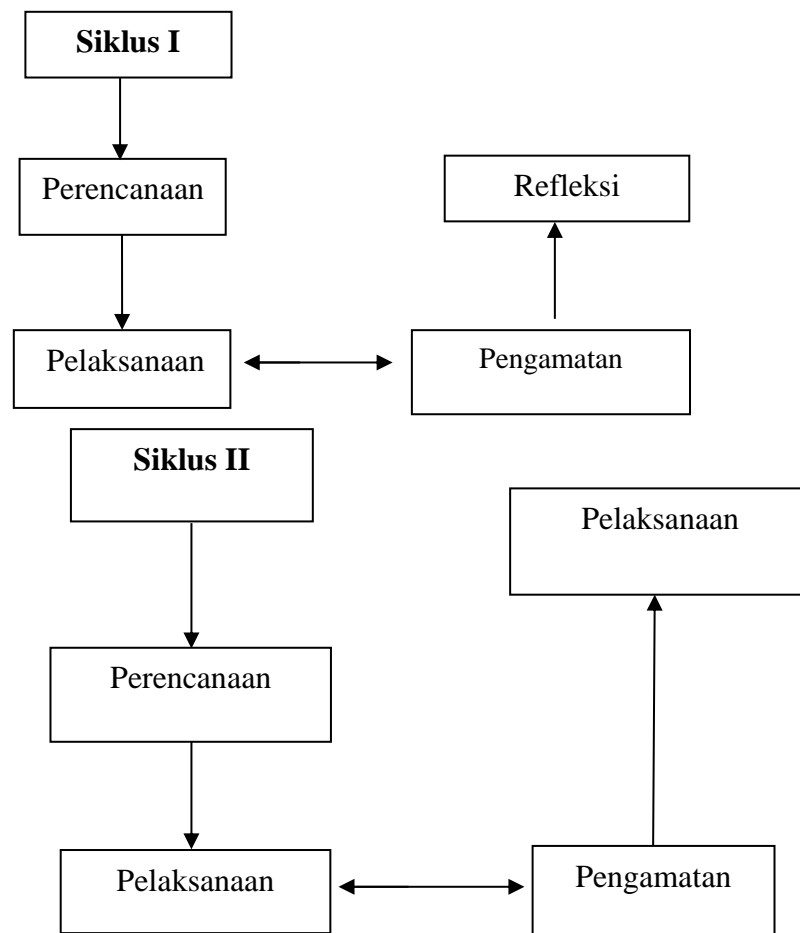 Siklus I
Perencanaan
Refleksi
Pelaksanaan
Pengamatan
Siklus II
Pelaksanaan
Perencanaan
Pelaksanaan
Pengamatan